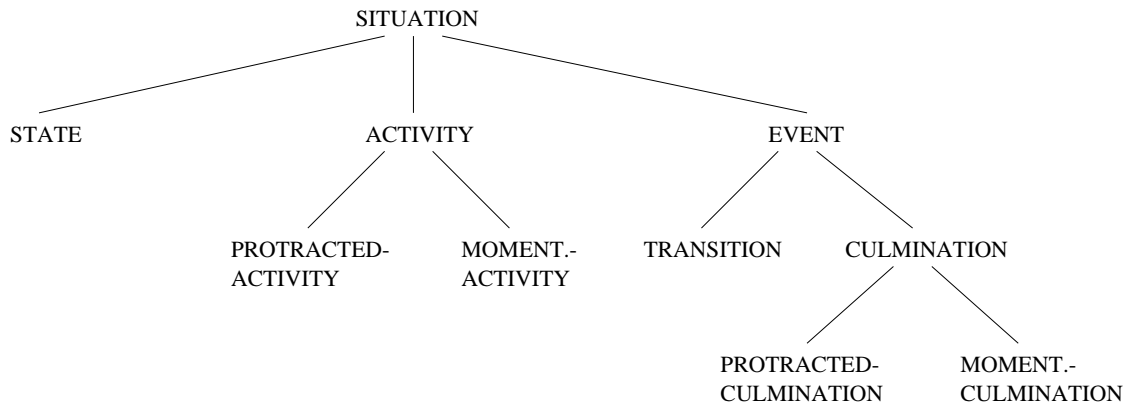 SITUATION
STATE
ACTIVITY
EVENT
PROTRACTED-
ACTIVITY
MOMENT.-
ACTIVITY
TRANSITION
CULMINATION
PROTRACTED-
CULMINATION
MOMENT.-
CULMINATION